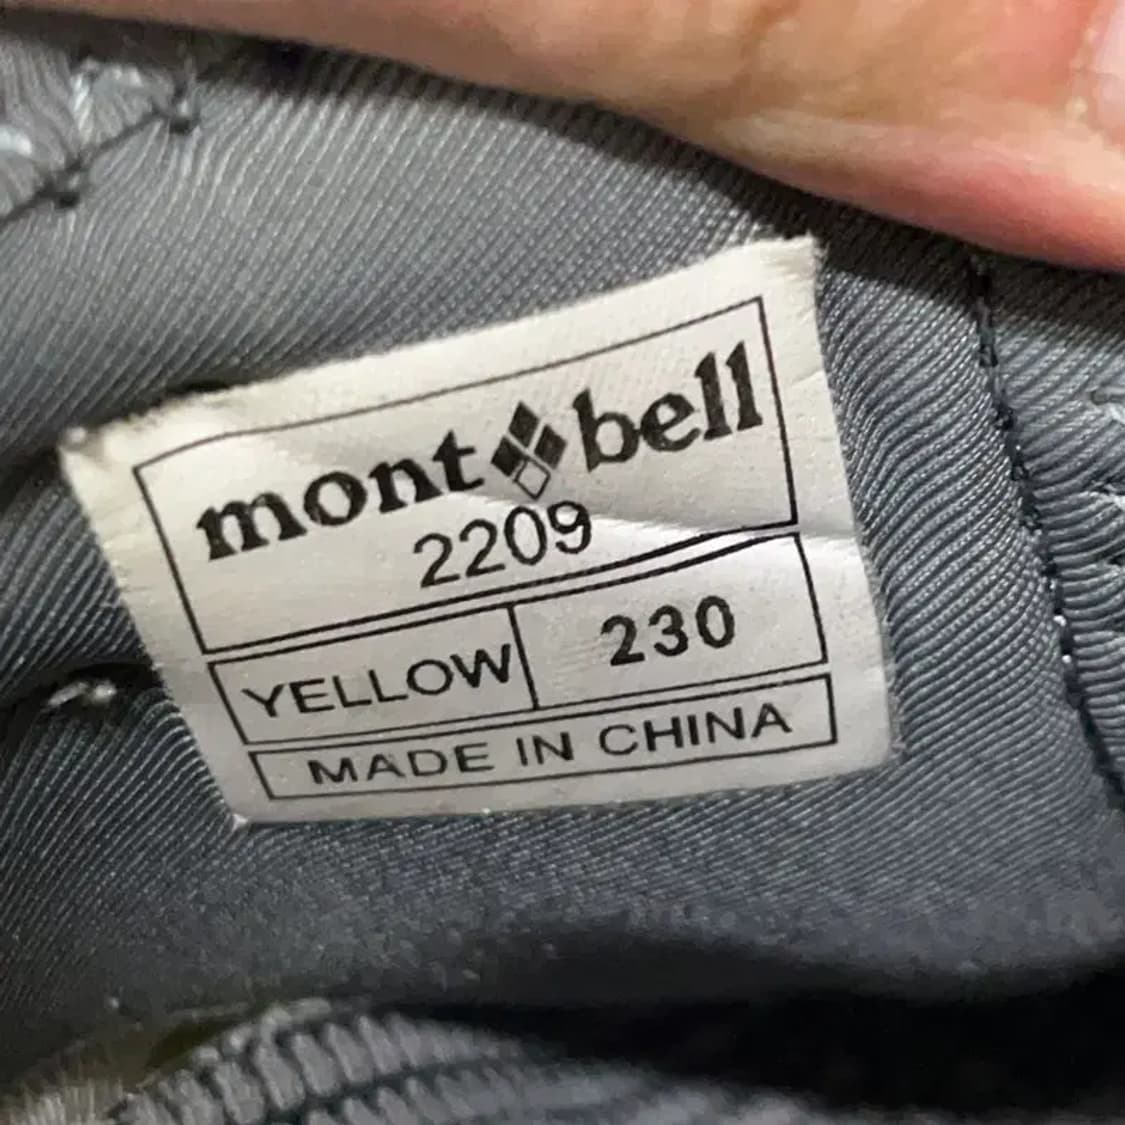 mont bell
2209
YELLOW 230
MADE IN CHINA